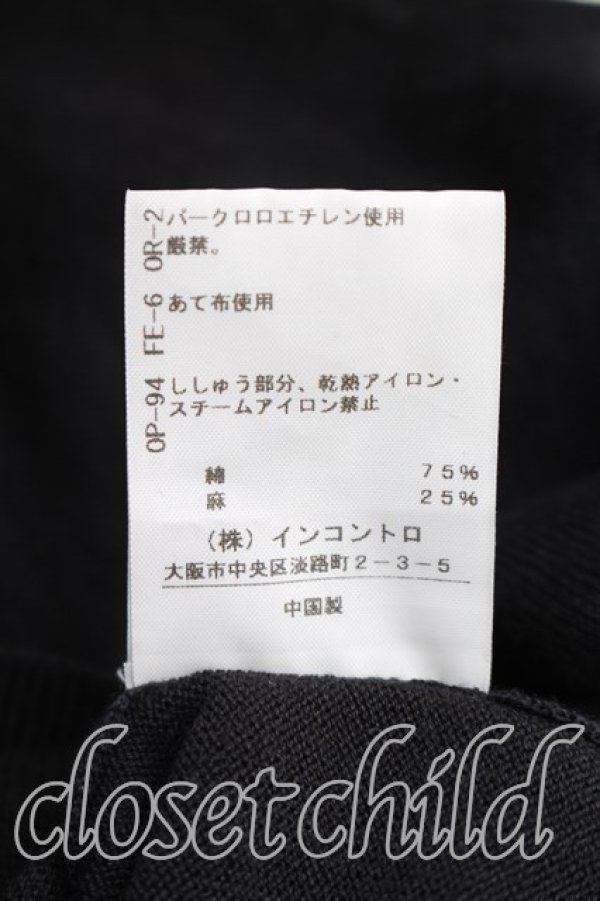 パークロロエチレン使用
厳禁。
あて布使用
ししゅう部分、乾熱アイロン・
スチームアイロン禁止
OP-94 FE-6 OR-2
綿 75%
麻 25%
(株)インコントロ
大阪市中央区淡路町2-3-5
中国製
closet child